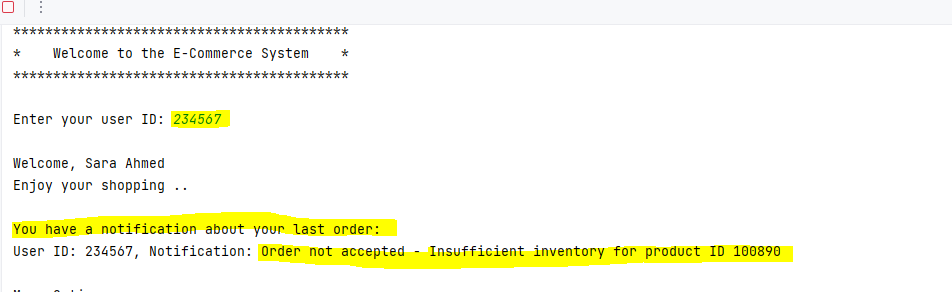 ******************************************
*    Welcome to the E-Commerce System    *
******************************************
Enter your user ID: 234567
Welcome, Sara Ahmed
Enjoy your shopping ..
You have a notification about your last order:
User ID: 234567, Notification: Order not accepted - Insufficient inventory for product ID 100890